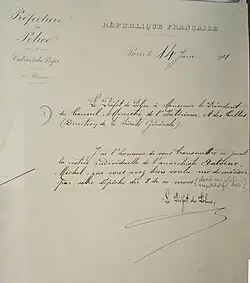 Préfecture
de
Police
Cabinet du Préfet
RÉPUBLIQUE FRANÇAISE
Paris, le 14
Le Préfet de Police à Monsieur le Président
du Conseil, Ministre de l'Intérieur et des Cultes
(Direction de la Sûreté Générale)
J'ai l'honneur de vous transmettre ci-joint
la notice individuelle de l'anarchiste Antoine
Michel, que vous avez bien voulu me demander
par votre dépêche du 8 de ce mois,
Le Préfet de Police,